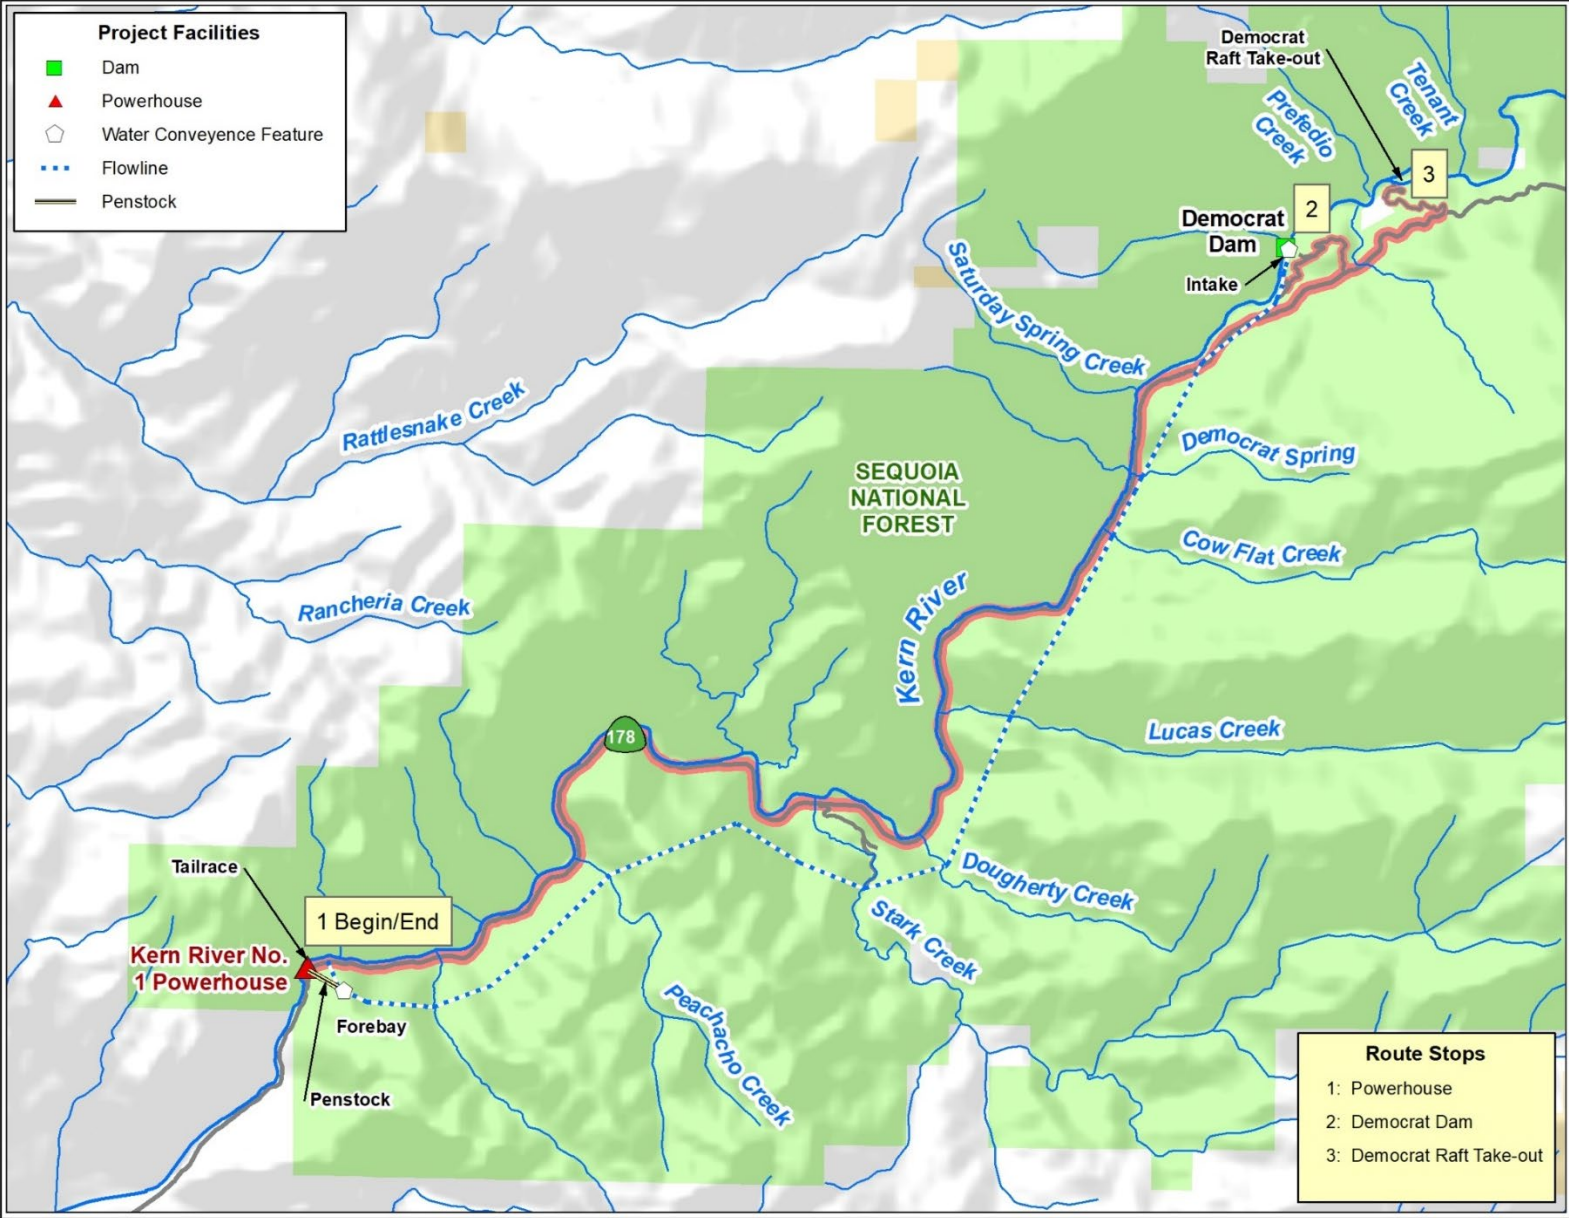 Project Facilities
Dam
Powerhouse
Water Conveyence Feature
Flowline
Penstock
Democrat
Raft Take-out
Tenant
Creek
Prefedio
Creek
3
2
Democrat
Dam
Intake
Saturday Spring Creek
Rattlesnake Creek
Democrat Spring
SEQUOIA
NATIONAL
FOREST
Cow Flat Creek
Rancheria Creek
Kern River
Lucas Creek
178
Tailrace
Dougherty Creek
1 Begin/End
Stark Creek
Kern River No.
1 Powerhouse
Peachacho Creek
Forebay
Penstock
Route Stops
1: Powerhouse
2: Democrat Dam
3: Democrat Raft Take-out